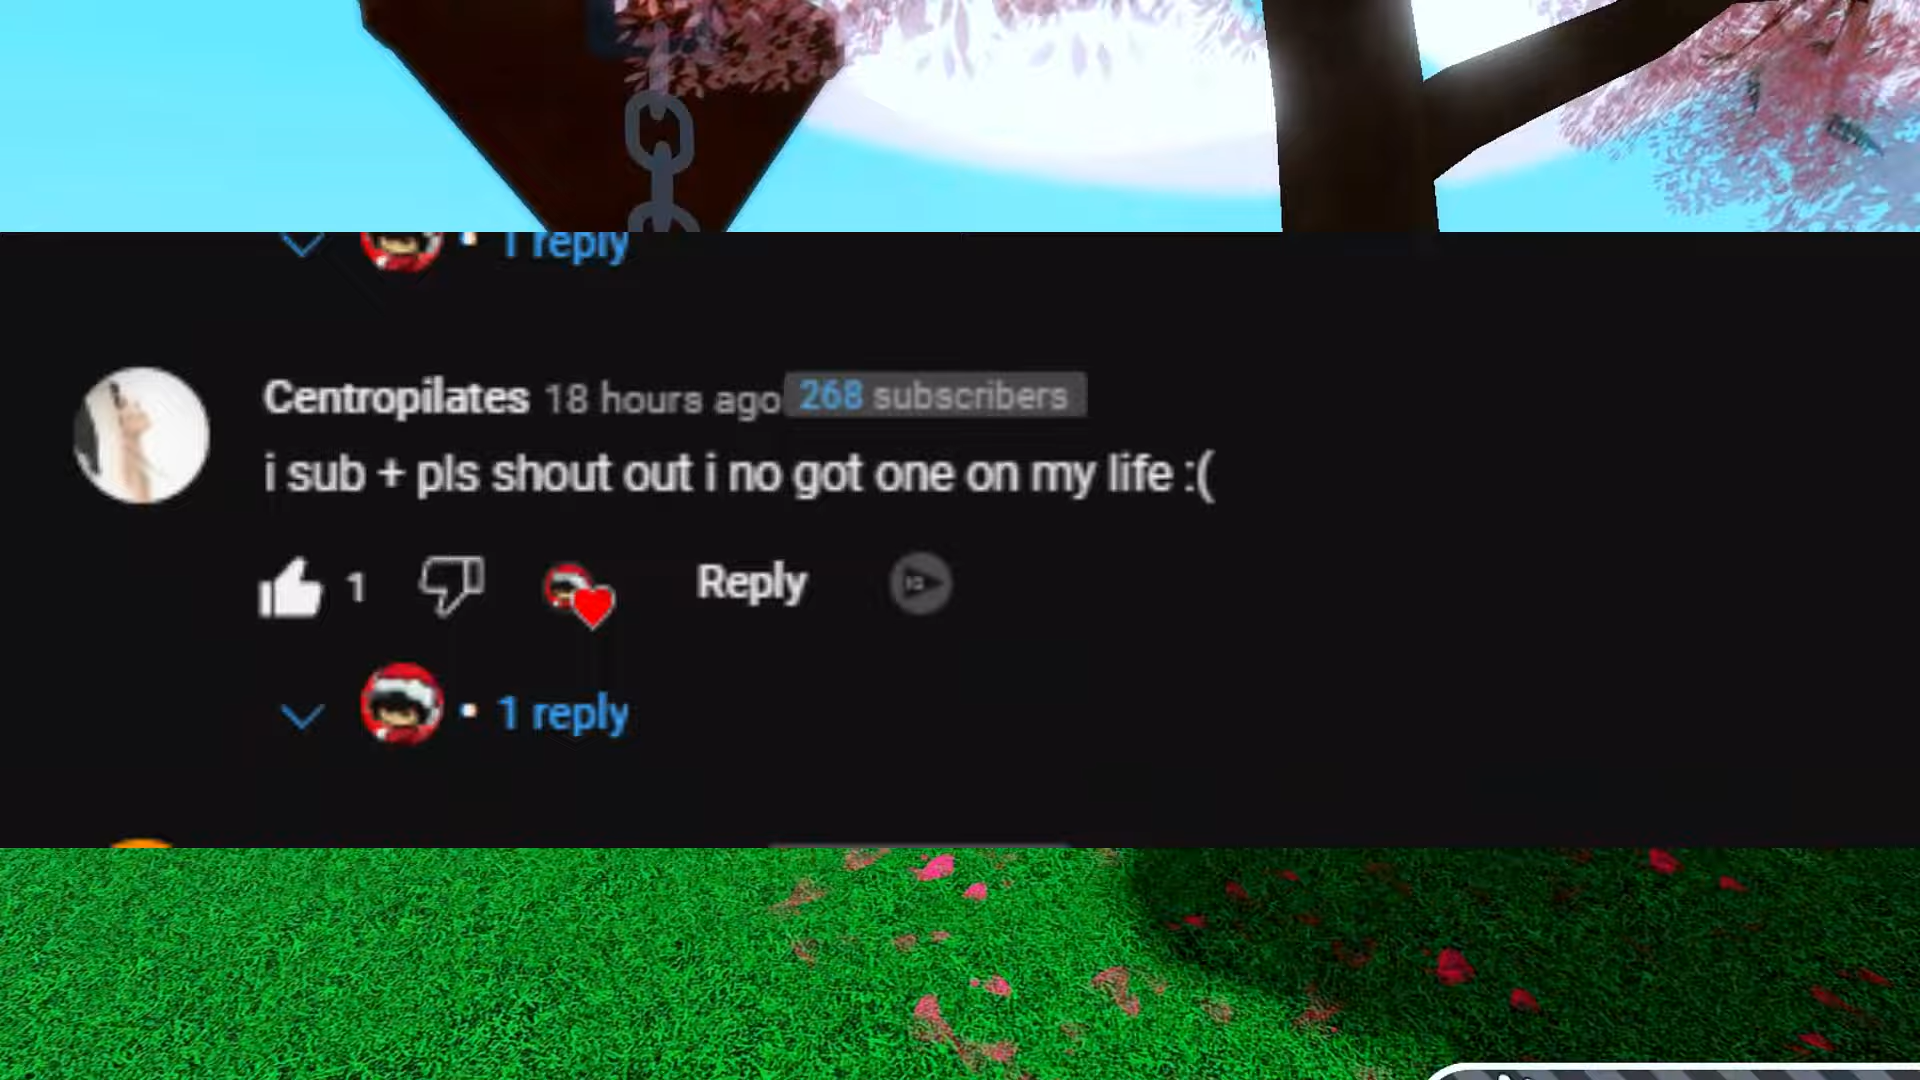 1 reply
Centropilates 18 hours ago 268 subscribers
i sub + pls shout out i no got one on my life :(
1 Reply
1 reply